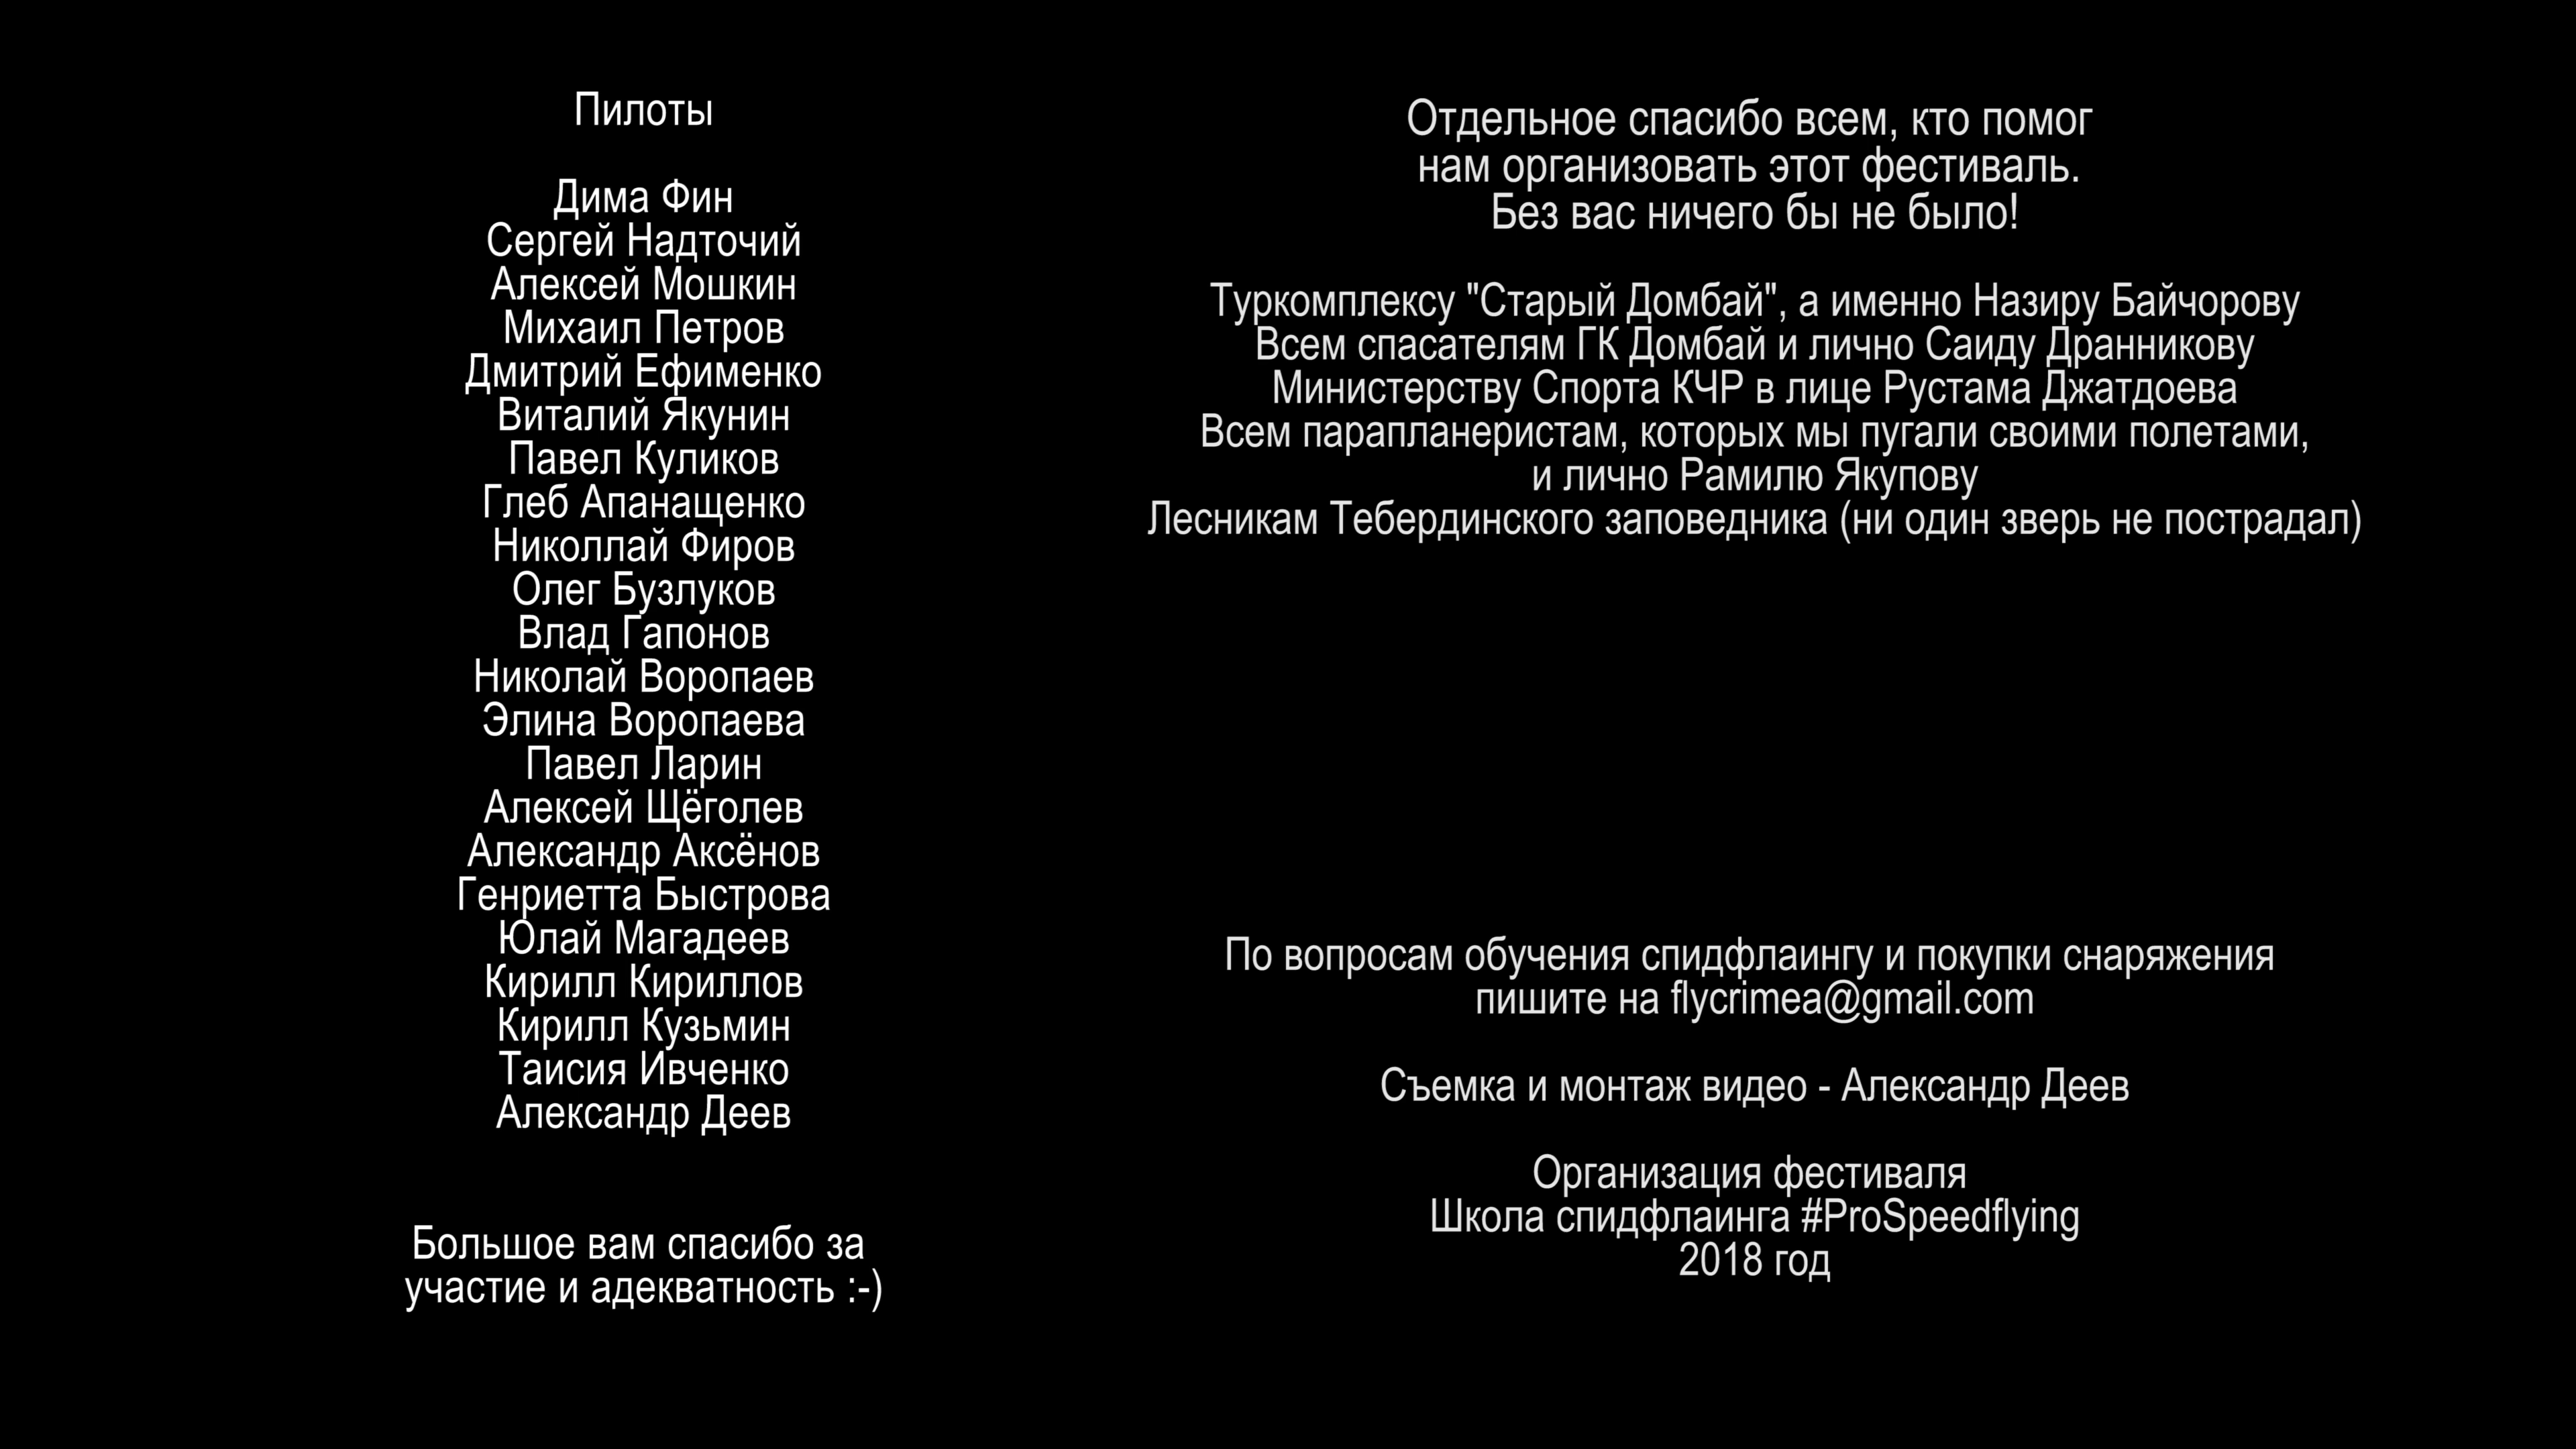 Пилоты
Дима Фин
Сергей Надточий
Алексей Мошкин
Михаил Петров
Дмитрий Ефименко
Виталий Якунин
Павел Куликов
Глеб Апанащенко
Николлай Фиров
Олег Бузлуков
Влад Гапонов
Николай Воропаев
Элина Воропаева
Павел Ларин
Алексей Щёголев
Александр Аксёнов
Генриетта Быстрова
Юлай Магадеев
Кирилл Кириллов
Кирилл Кузьмин
Таисия Ивченко
Александр Деев
Большое вам спасибо за
участие и адекватность :-)
Отдельное спасибо всем, кто помог
нам организовать этот фестиваль.
Без вас ничего бы не было!
Туркомплексу "Старый Домбай", а именно Назиру Байчорову
Всем спасателям ГК Домбай и лично Саиду Дранникову
Министерству Спорта КЧР в лице Рустама Джатдоева
Всем парапланеристам, которых мы пугали своими полетами,
и лично Рамилю Якупову
Лесникам Тебердинского заповедника (ни один зверь не пострадал)
По вопросам обучения спидфлаингу и покупки снаряжения
пишите на flycrimea@gmail.com
Съемка и монтаж видео - Александр Деев
Организация фестиваля
Школа спидфлаинга #ProSpeedflying
2018 год